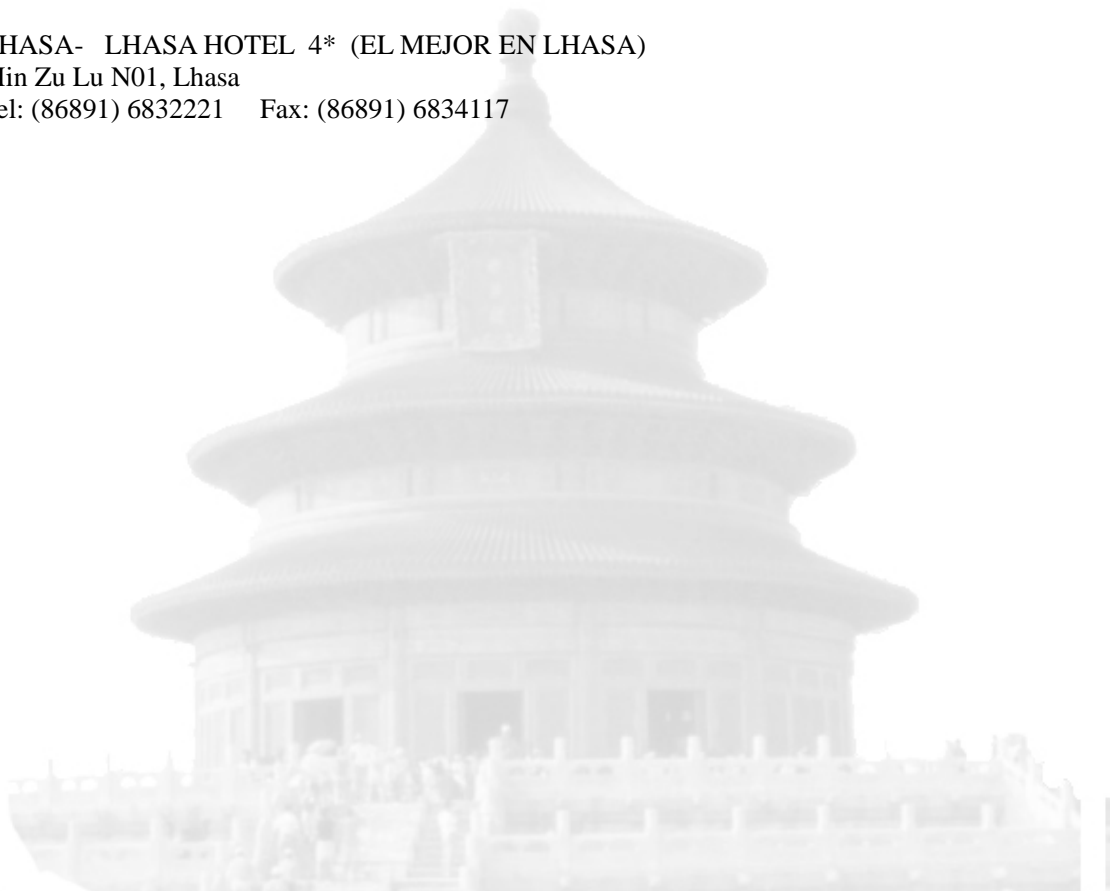 HASA-   LHASA HOTEL  4*  (EL MEJOR EN LHASA)
in Zu Lu N01, Lhasa
el: (86891) 6832221     Fax: (86891) 6834117